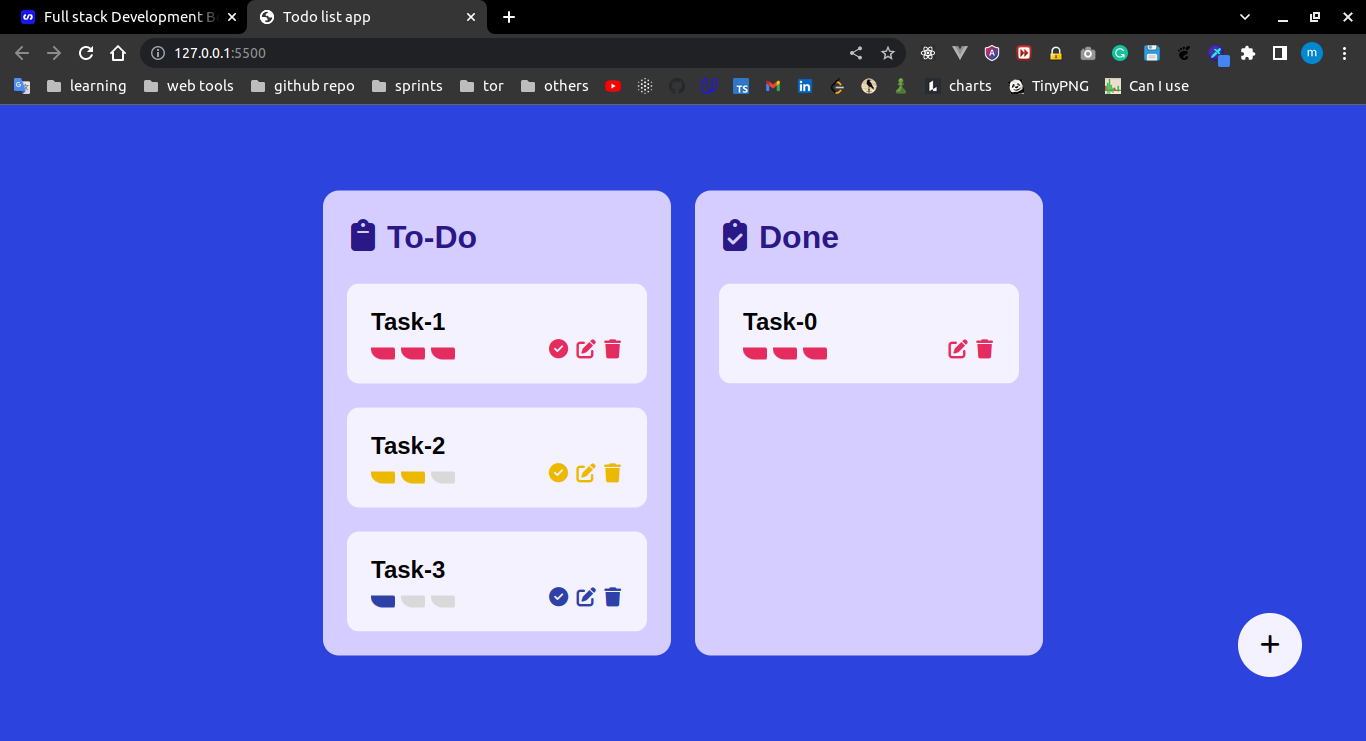 Full stack Development B
Todo list app
127.0.0.1:5500
m
learning
web tools
github repo
sprints
tor
others
TS
in
charts
TinyPNG
Can I use
To-Do
Done
Task-1
Task-0
Task-2
Task-3
+